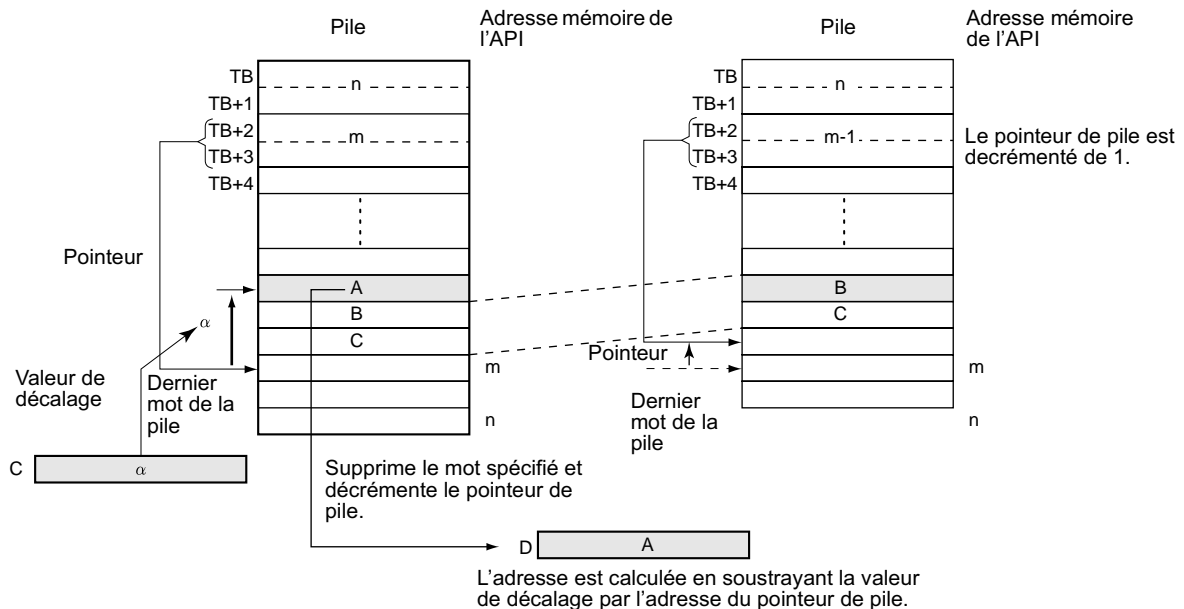 Pile
Adresse mémoire de
l'API
TB
n
TB+1
TB+2
m
TB+3
TB+4
Pointeur
A
B
α
C
Valeur de
décalage
Dernier
mot de la
pile
m
n
C
α
Supprime le mot spécifié et
décrémente le pointeur de
pile.
D
A
L'adresse est calculée en soustrayant la valeur
de décalage par l'adresse du pointeur de pile.
Pile
Adresse mémoire
de l'API
TB
n
TB+1
TB+2
m-1
TB+3
TB+4
Le pointeur de pile est
decrémenté de 1.
B
C
Pointeur
m
Dernier
mot de la
pile
n